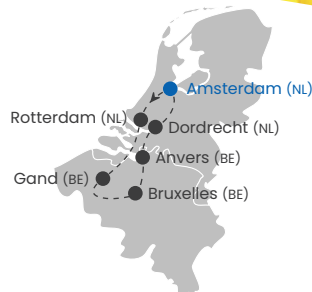 Amsterdam (NL)
Rotterdam (NL)
Dordrecht (NL)
Anvers (BE)
Gand (BE)
Bruxelles (BE)